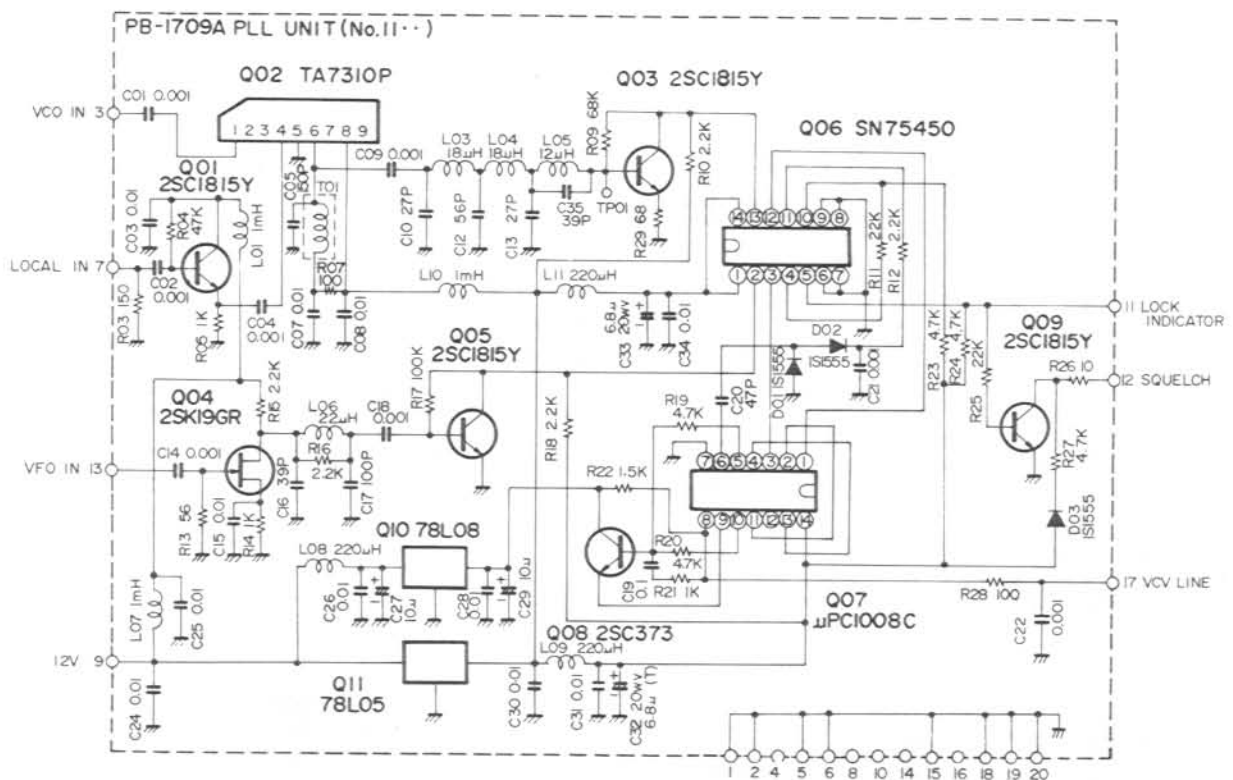 PB-1709A PLL UNIT (No.11··)
Q02 TA7310P
Q03 2SC1815Y
C01 0.001
VCO IN 3
1 2 3 4 5 6 7 8 9
R09 68K
Q06 SN75450
L03
18μH
L04
18μH
L05
12μH
C09 0.001
R10 2.2K
Q01
2SC1815Y
C05
T01
C35
39P
TP01
C03 0.01
R04
47K
L01 1mH
C10 27P
C12 56P
C13 27P
R29 68
14 13 12 11 10 9 8
R11 22K
R12 2.2K
LOCAL IN 7
C02
0.001
R07
100
L10 1mH
L11 220μH
1 2 3 4 5 6 7
R03 150
R05 1K
C04
0.001
C07 0.01
C08 0.01
6.8μ
20wv
C33
C34 0.01
11 LOCK
INDICATOR
Q05
2SC1815Y
D02
1S1555
D01 1S1555
C21 0.001
R23 4.7K
R24 4.7K
Q09
2SC1815Y
R26 10
12 SQUELCH
Q04
2SK19GR
R15 2.2K
R17 100K
C20
47P
R25 22K
L06
22μH
C18
0.001
R18 2.2K
R19
4.7K
R27
4.7K
VFO IN 13
C14 0.001
R16
2.2K
C16 39P
C17 100P
R22 1.5K
7 6 5 4 3 2 1
R13 56
C15 0.01
R14 1K
Q10 78L08
8 9 10 11 12 13 14
D03
1S1555
L08 220μH
R20
4.7K
C19
0.1
R21 1K
17 VCV LINE
L07 1mH
C25 0.01
C26
0.01
C27
10μ
C28
0.01
C29
10μ
R28 100
Q07
μPC1008C
C22
0.001
Q08 2SC373
L09 220μH
12V 9
Q11
78L05
C24 0.01
C30 0.01
C31 0.01
C32 20wv
6.8μ (T)
1 2 4 5 6 8 10 14 15 16 18 19 20